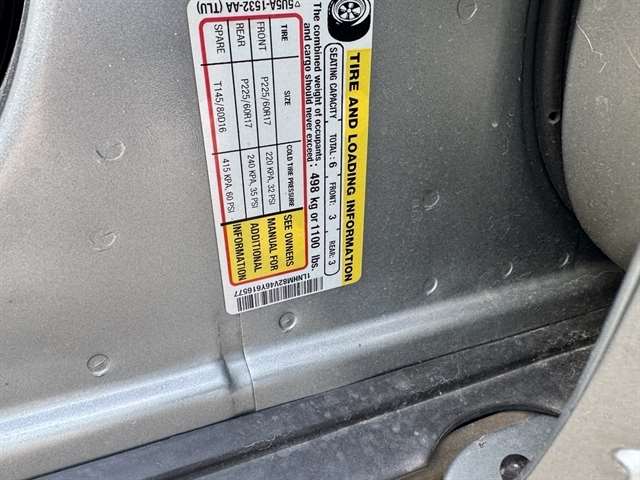 TIRE AND LOADING INFORMATION
SEATING CAPACITY TOTAL: 6 FRONT: 3 REAR: 3
The combined weight of occupants and cargo should never exceed: 498 kg or 1100 lbs.
TIRE SIZE COLD TIRE PRESSURE
FRONT P225/60R17 220 KPA, 32 PSI
REAR P225/60R17 240 KPA, 35 PSI
SPARE T145/80D16 415 KPA, 60 PSI
SEE OWNERS
MANUAL FOR
ADDITIONAL
INFORMATION
5U5A-1532-AA (TLU)
1LNHM82V46Y616577